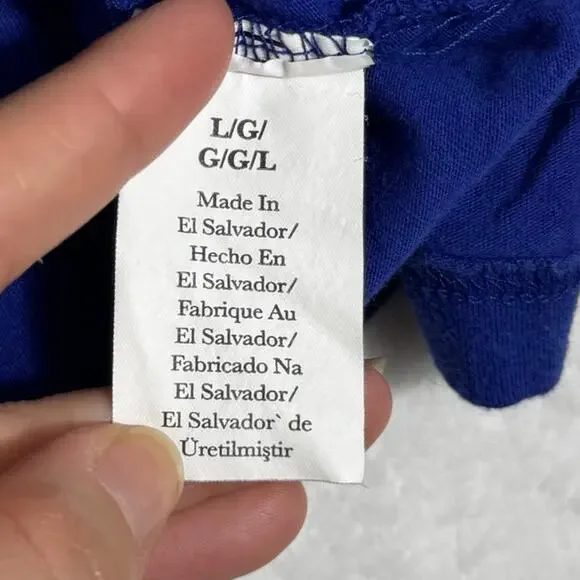 L/G/
G/G/L
Made In
El Salvador/
Hecho En
El Salvador/
Fabrique Au
El Salvador/
Fabricado Na
El Salvador/
El Salvador` de
Üretilmiştir